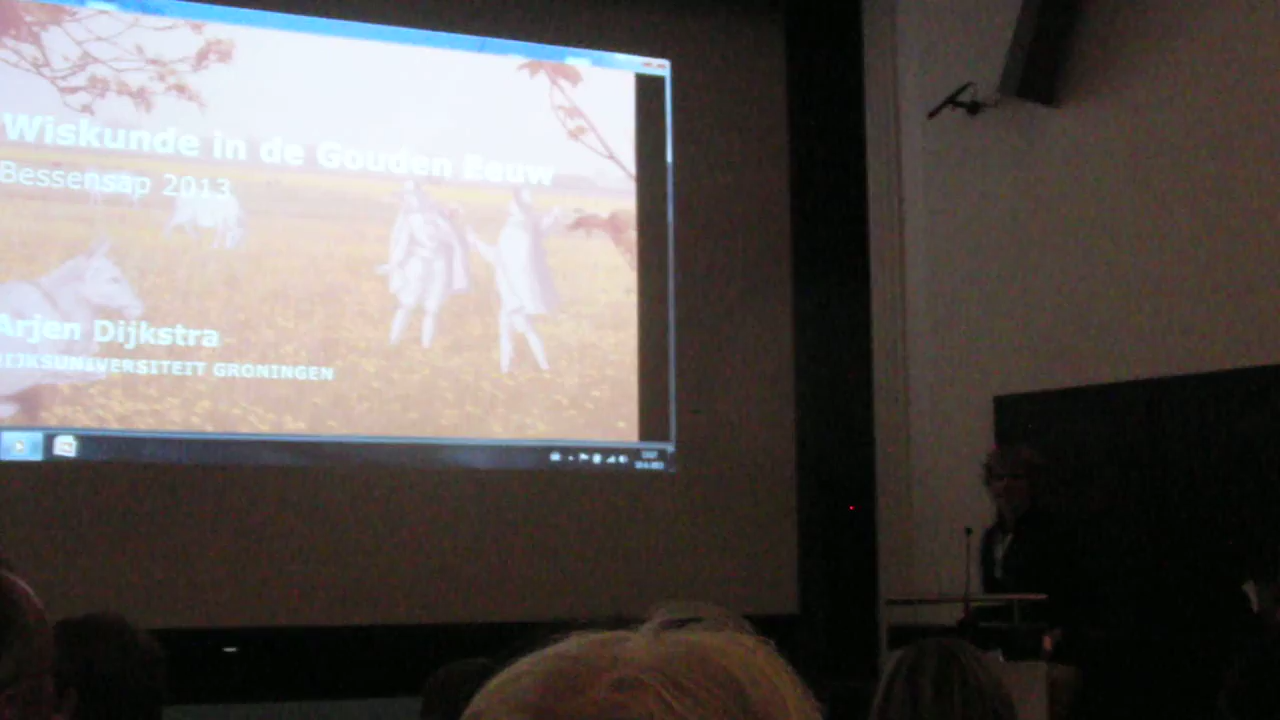 Wiskunde in de Gouden Eeuw
Bessensap 2013
Arjen Dijkstra
RIJKSUNIVERSITEIT GRONINGEN